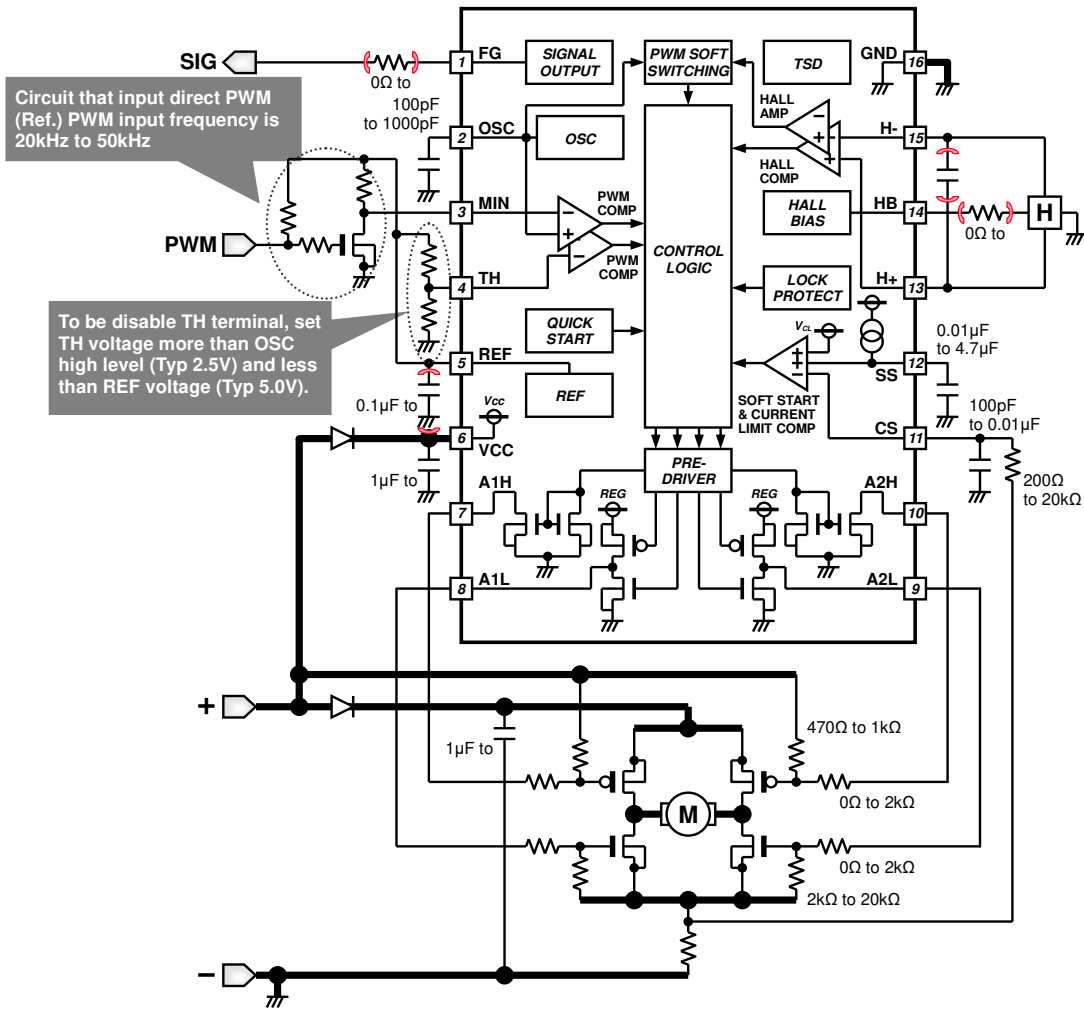 SIG
0Ω to
1
FG
SIGNAL
OUTPUT
PWM SOFT
SWITCHING
TSD
GND
16
Circuit that input direct PWM
(Ref.) PWM input frequency is
20kHz to 50kHz
100pF
to 1000pF
2
OSC
OSC
HALL
AMP
HALL
COMP
H-
15
PWM
3
MIN
PWM
COMP
PWM
COMP
CONTROL
LOGIC
HALL
BIAS
HB
14
0Ω to
H
4
TH
LOCK
PROTECT
H+
13
To be disable TH terminal, set
TH voltage more than OSC
high level (Typ 2.5V) and less
than REF voltage (Typ 5.0V).
QUICK
START
5
REF
REF
0.1µF to
VCL
SS
12
0.01µF
to 4.7µF
SOFT START
& CURRENT
LIMIT COMP
Vcc
6
VCC
1µF to
CS
11
100pF
to 0.01µF
200Ω
to 20kΩ
PRE-
DRIVER
A1H
7
REG
REG
A2H
10
8
A1L
A2L
9
+
1µF to
470Ω to 1kΩ
0Ω to 2kΩ
M
0Ω to 2kΩ
2kΩ to 20kΩ
−